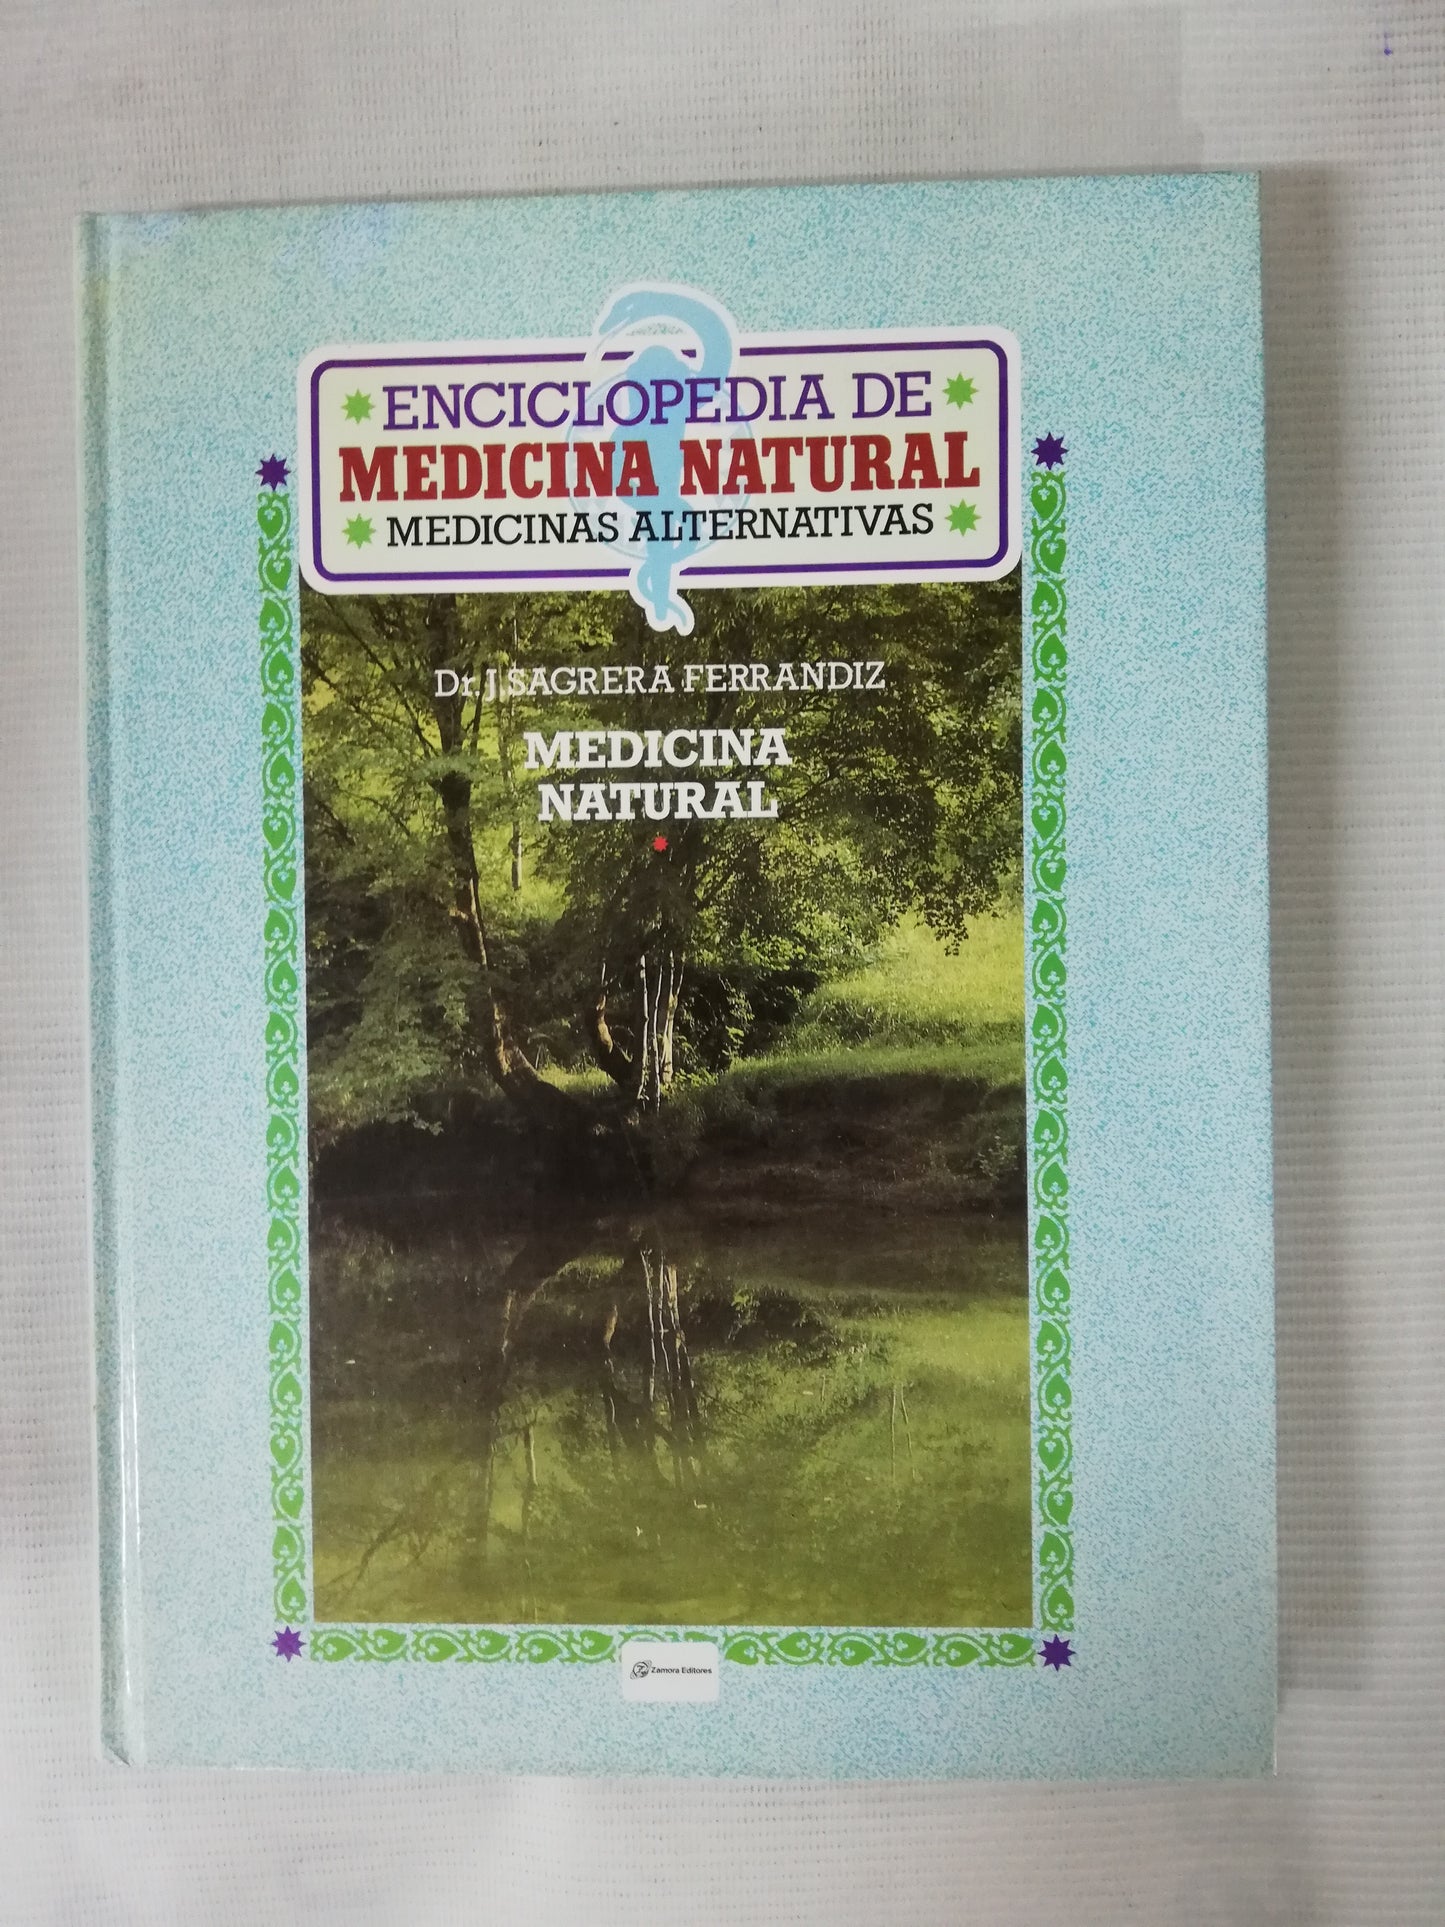 ENCICLOPEDIA DE
MEDICINA NATURAL
MEDICINAS ALTERNATIVAS
Dr. J. SAGRERA FERRANDIZ
MEDICINA
NATURAL
Zamora Editores